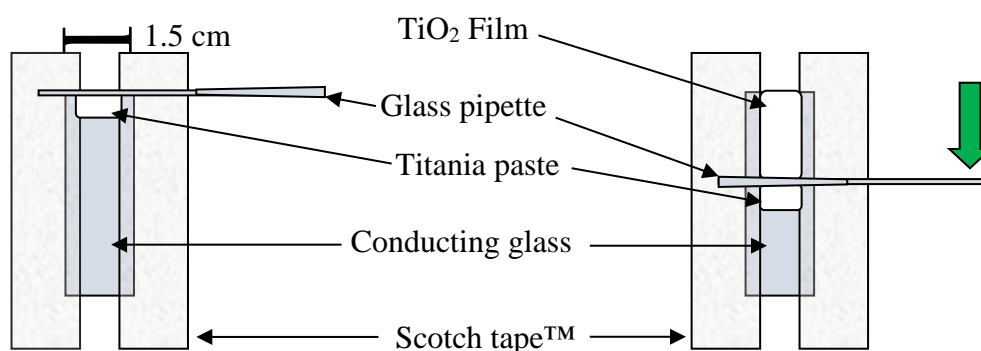 1.5 cm
TiO₂ Film
Glass pipette
Titania paste
Conducting glass
Scotch tape™